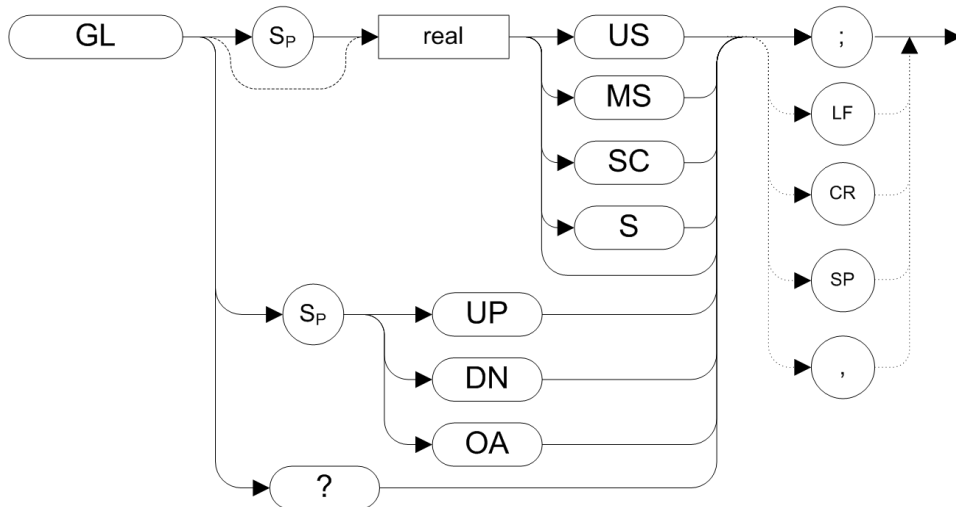 GL SP real US ;
MS LF
SC CR
S
SP UP SP
DN ,
OA
?